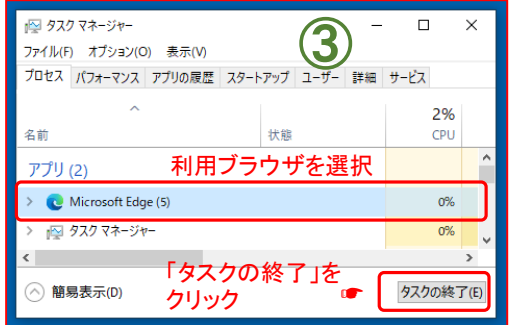 タスク マネージャー
③
ファイル(F) オプション(O) 表示(V)
プロセス パフォーマンス アプリの履歴 スタートアップ ユーザー 詳細 サービス
2%
名前 状態 CPU
アプリ (2) 利用ブラウザを選択
Microsoft Edge (5) 0%
タスク マネージャー 0%
「タスクの終了」を
クリック
簡易表示(D) タスクの終了(E)